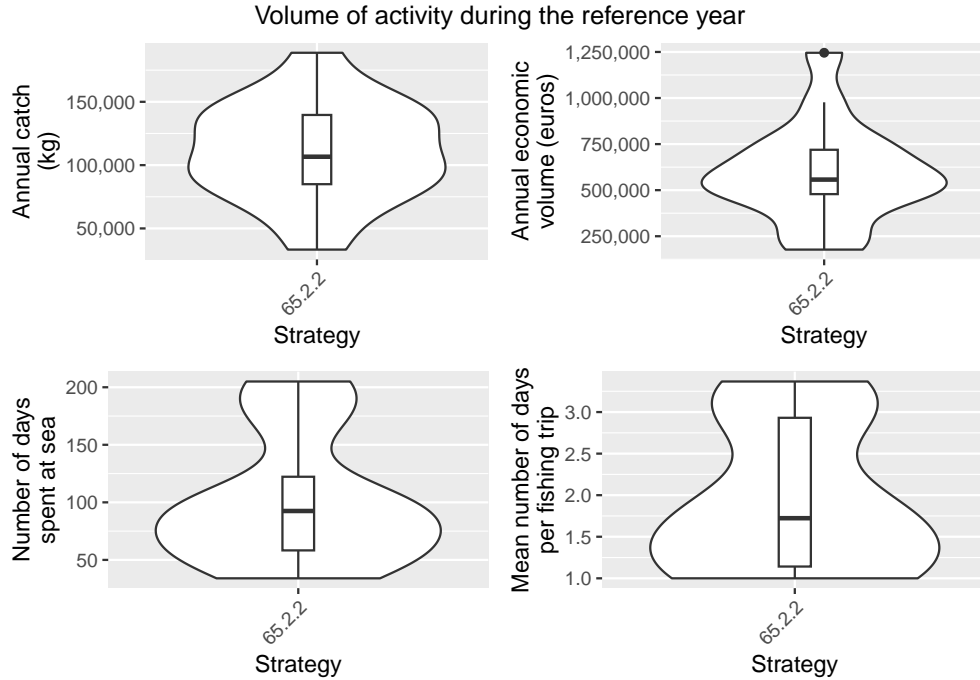 Volume of activity during the reference year
Annual catch
(kg)
150,000
100,000
50,000
65.2.2
Strategy
Annual economic
volume (euros)
1,250,000
1,000,000
750,000
500,000
250,000
65.2.2
Strategy
Number of days
spent at sea
200
150
100
50
65.2.2
Strategy
Mean number of days
per fishing trip
3.0
2.5
2.0
1.5
1.0
65.2.2
Strategy